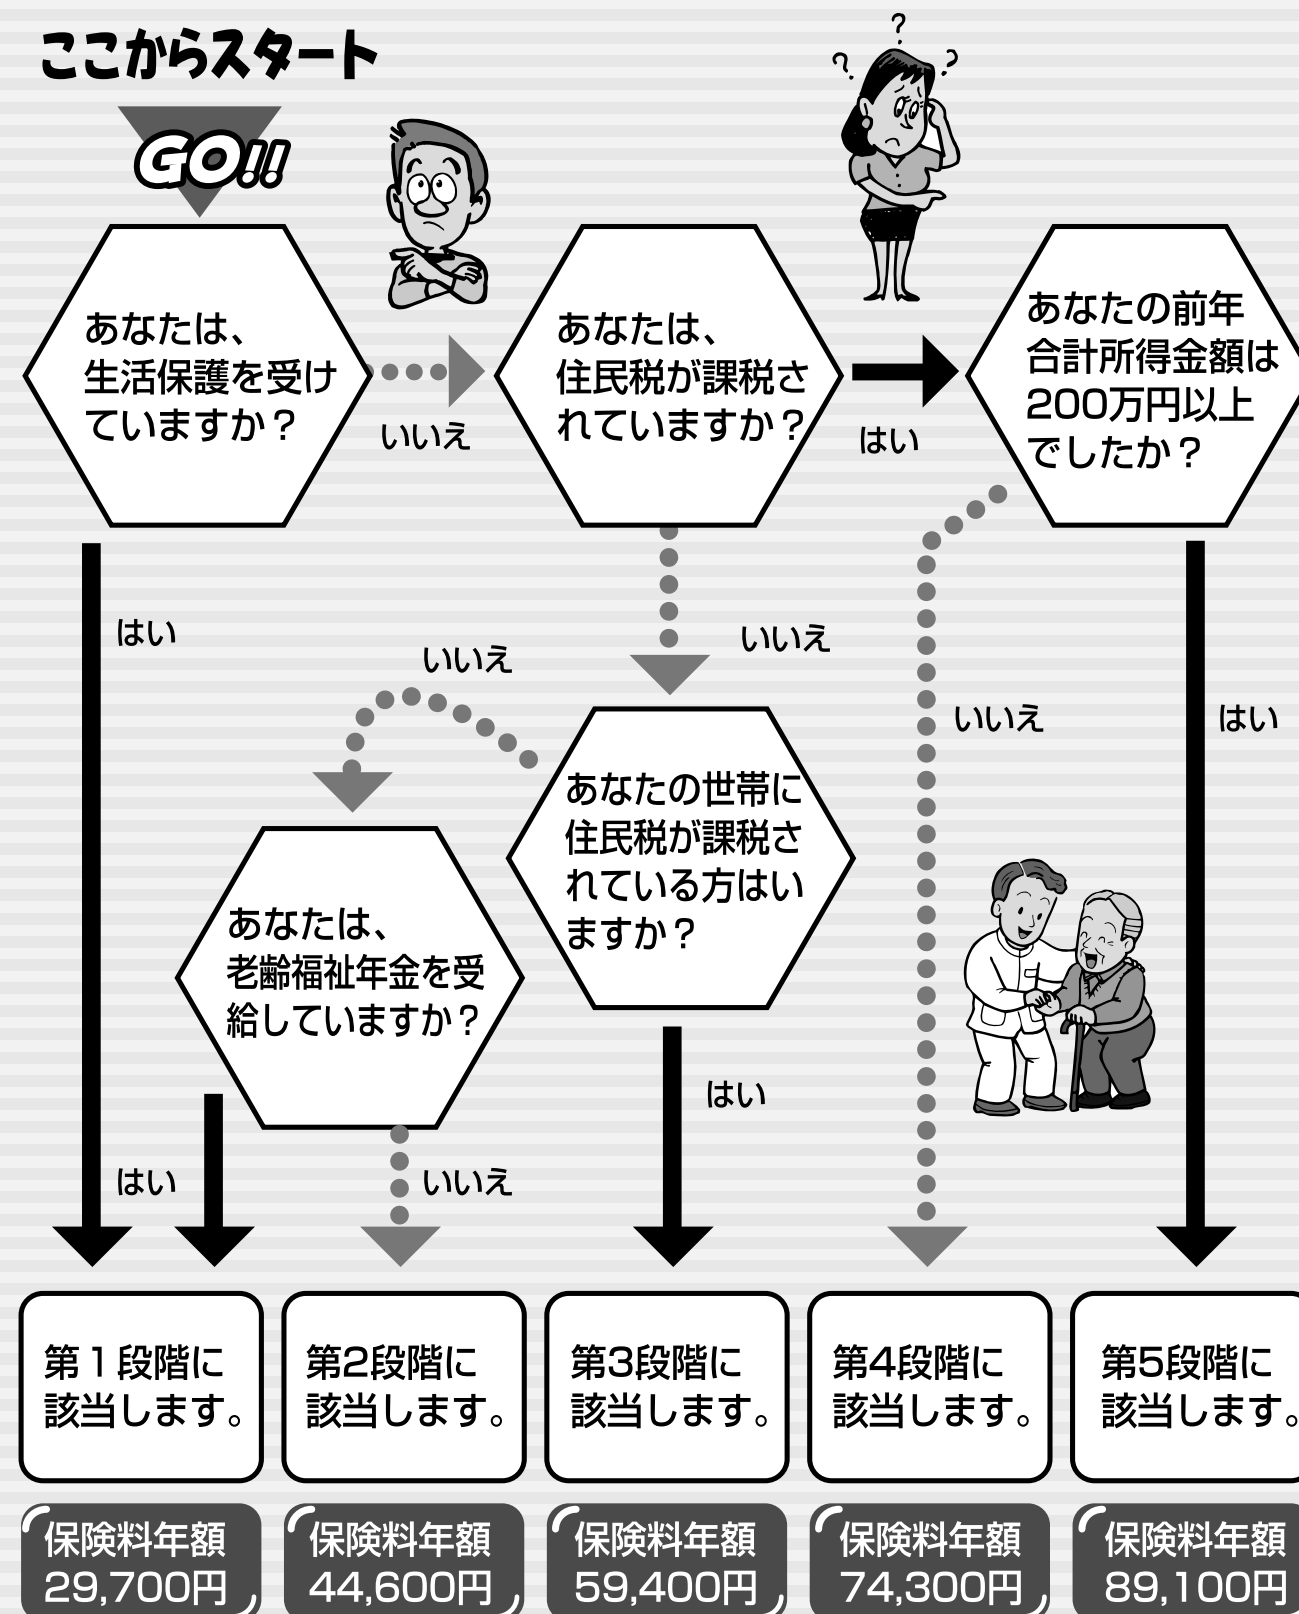 ここからスタート
GO!!
?
? ?
あなたは、
生活保護を受け
ていますか？
いいえ
あなたは、
住民税が課税さ
れていますか？
はい
あなたの前年
合計所得金額は
200万円以上
でしたか？
はい
いいえ
いいえ
いいえ
はい
あなたの世帯に
住民税が課税さ
れている方はい
ますか？
あなたは、
老齢福祉年金を受
給していますか？
はい
はい
いいえ
第1段階に
該当します。
第2段階に
該当します。
第3段階に
該当します。
第4段階に
該当します。
第5段階に
該当します。
保険料年額
29,700円
保険料年額
44,600円
保険料年額
59,400円
保険料年額
74,300円
保険料年額
89,100円